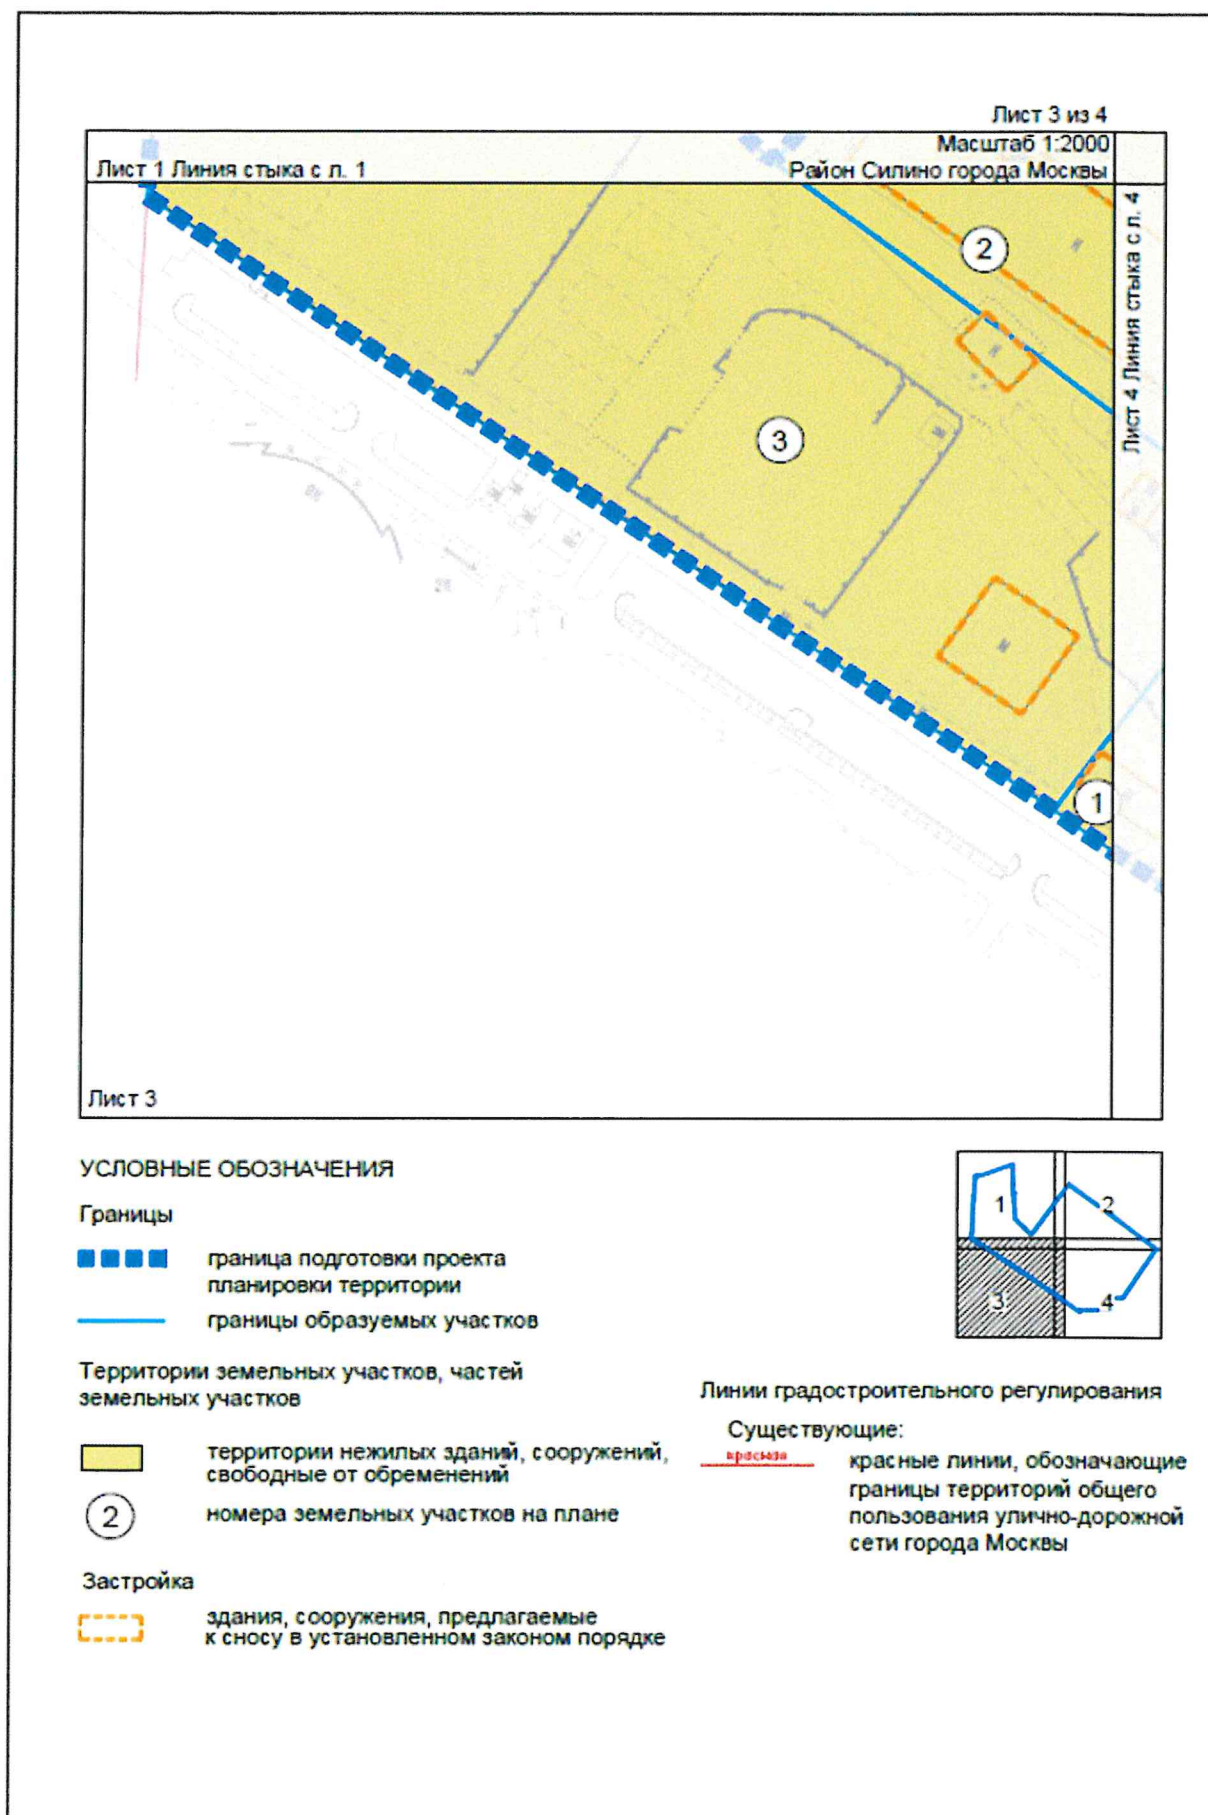 Лист 3 из 4
Масштаб 1:2000
Лист 1 Линия стыка с л. 1
Район Силино города Москвы
Лист 4 Линия стыка с л. 4
2
3
1
Лист 3
УСЛОВНЫЕ ОБОЗНАЧЕНИЯ
Границы
граница подготовки проекта
планировки территории
границы образуемых участков
1
2
3
4
Территории земельных участков, частей
земельных участков
территории нежилых зданий, сооружений,
свободные от обременений
2
номера земельных участков на плане
Застройка
здания, сооружения, предлагаемые
к сносу в установленном законом порядке
Линии градостроительного регулирования
Существующие:
красная
красные линии, обозначающие
границы территорий общего
пользования улично-дорожной
сети города Москвы